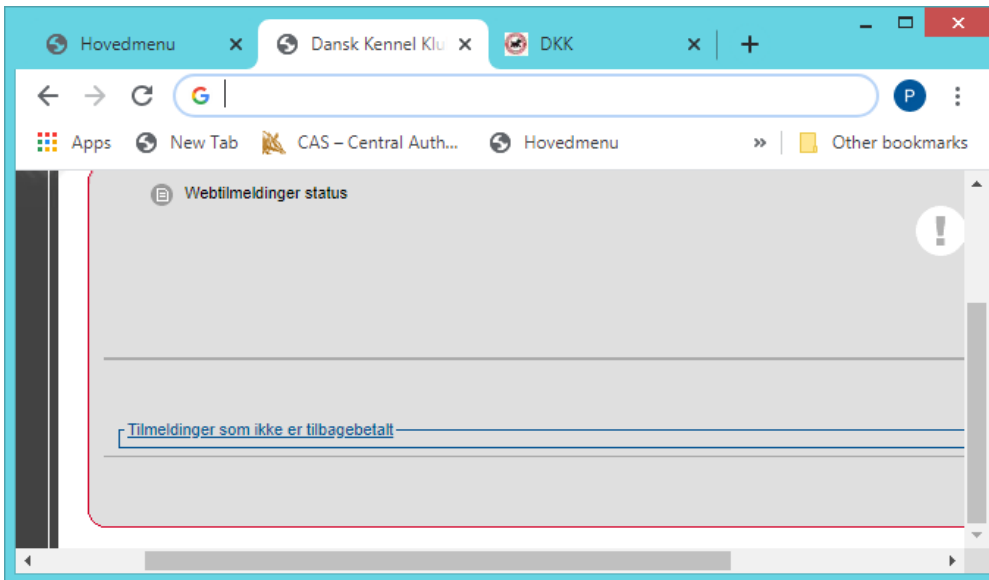 Hovedmenu Dansk Kennel Klu DKK
G P
Apps New Tab CAS – Central Auth... Hovedmenu » Other bookmarks
Webtilmeldinger status
!
Tilmeldinger som ikke er tilbagebetalt